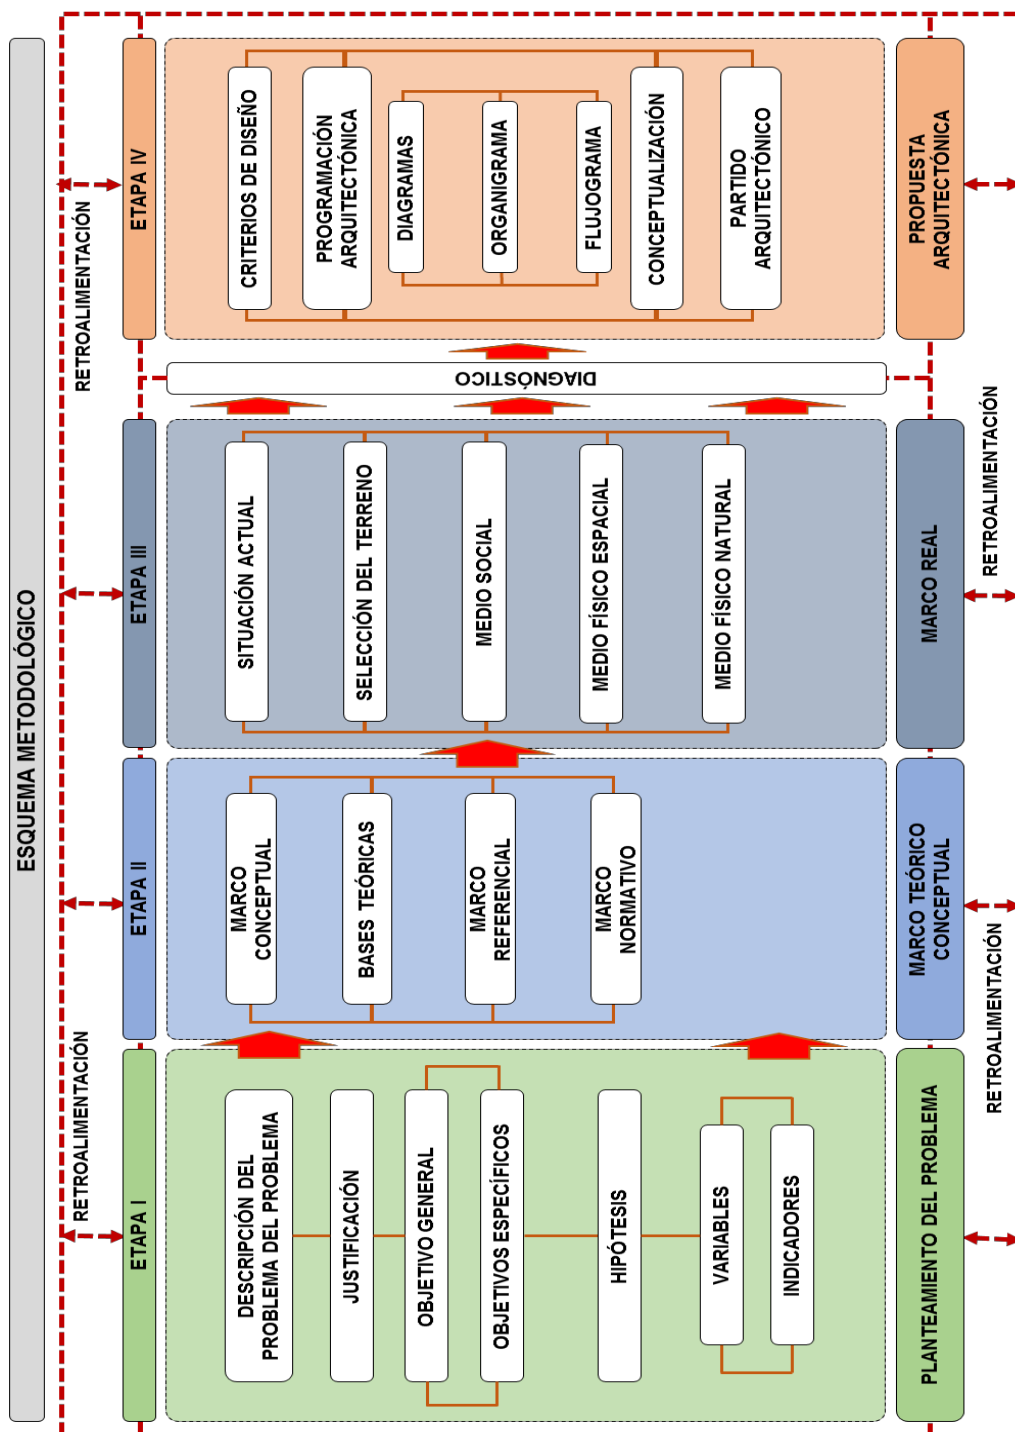 ESQUEMA METODOLÓGICO
RETROALIMENTACIÓN
RETROALIMENTACIÓN
ETAPA I
DESCRIPCIÓN DEL
PROBLEMA DEL PROBLEMA
JUSTIFICACIÓN
OBJETIVO GENERAL
OBJETIVOS ESPECÍFICOS
HIPÓTESIS
VARIABLES
INDICADORES
PLANTEAMIENTO DEL PROBLEMA
ETAPA II
MARCO
CONCEPTUAL
BASES TEÓRICAS
MARCO
REFERENCIAL
MARCO
NORMATIVO
MARCO TEÓRICO
CONCEPTUAL
ETAPA III
SITUACIÓN ACTUAL
SELECCIÓN DEL TERRENO
MEDIO SOCIAL
MEDIO FÍSICO ESPACIAL
MEDIO FÍSICO NATURAL
MARCO REAL
DIAGNÓSTICO
ETAPA IV
CRITERIOS DE DISEÑO
PROGRAMACIÓN
ARQUITECTÓNICA
DIAGRAMAS
ORGANIGRAMA
FLUJOGRAMA
CONCEPTUALIZACIÓN
PARTIDO
ARQUITECTÓNICO
PROPUESTA
ARQUITECTÓNICA
RETROALIMENTACIÓN
RETROALIMENTACIÓN